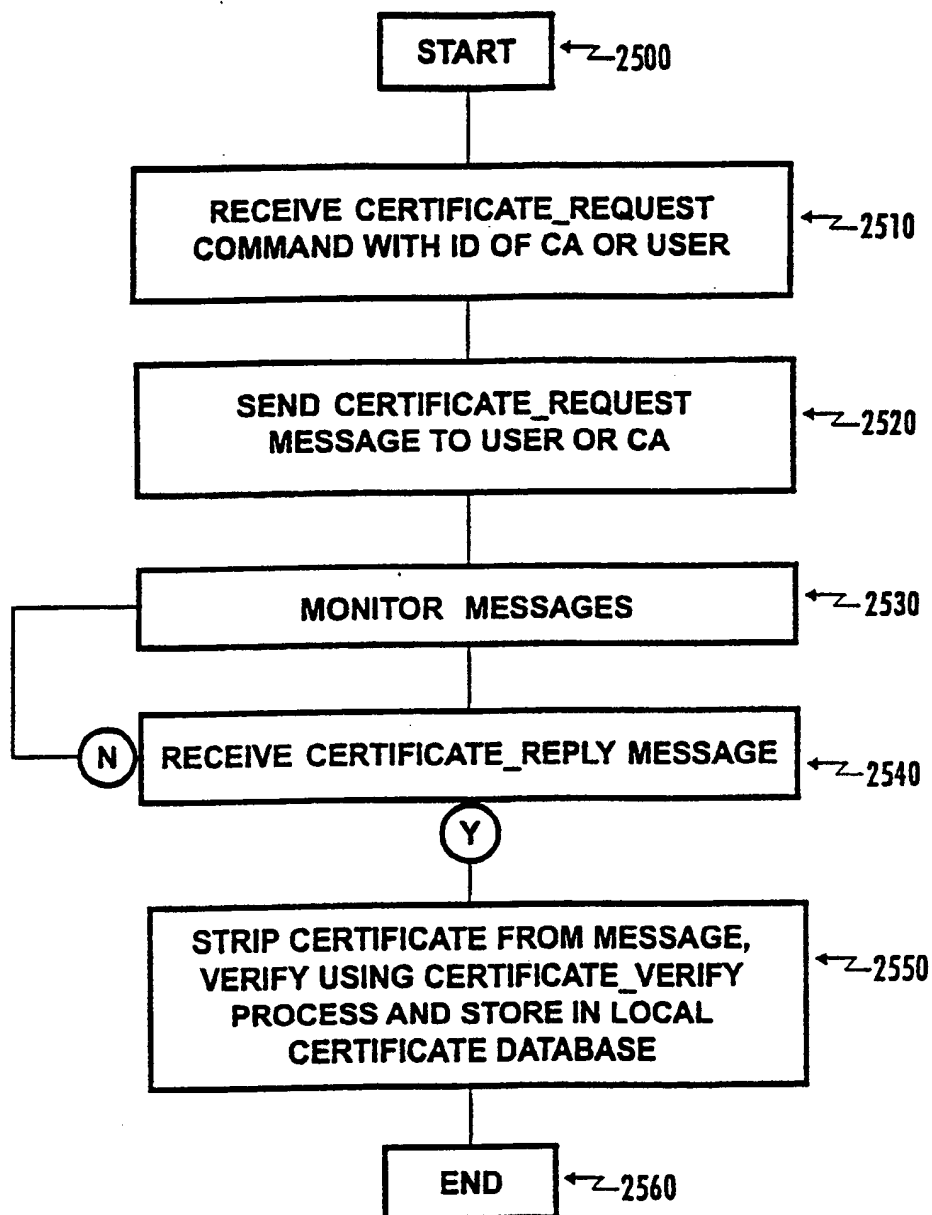 START
2500
RECEIVE CERTIFICATE_REQUEST
COMMAND WITH ID OF CA OR USER
2510
SEND CERTIFICATE_REQUEST
MESSAGE TO USER OR CA
2520
MONITOR MESSAGES
2530
N
RECEIVE CERTIFICATE_REPLY MESSAGE
2540
Y
STRIP CERTIFICATE FROM MESSAGE,
VERIFY USING CERTIFICATE_VERIFY
PROCESS AND STORE IN LOCAL
CERTIFICATE DATABASE
2550
END
2560